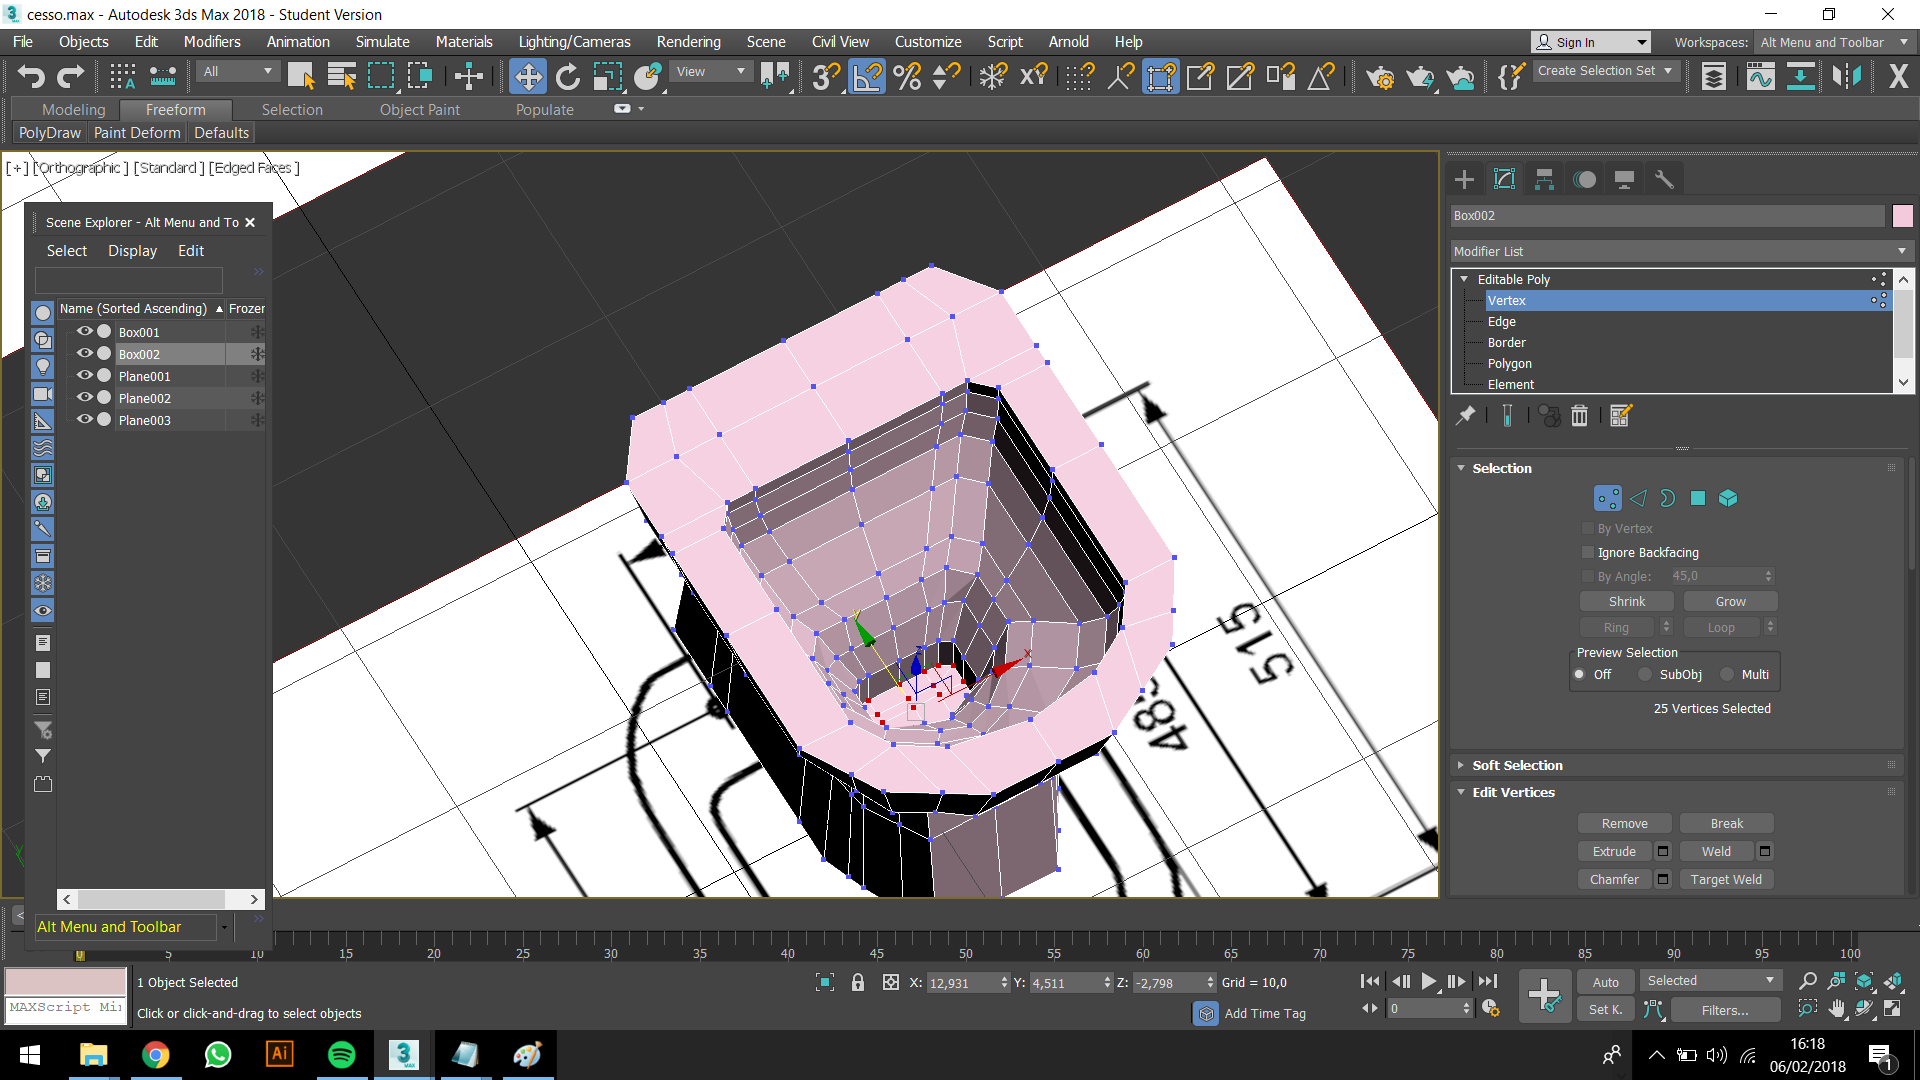 cesso.max - Autodesk 3ds Max 2018 - Student Version
File Objects Edit Modifiers Animation Simulate Materials Lighting/Cameras Rendering Scene Civil View Customize Script Arnold Help Sign In Workspaces: Alt Menu and Toolbar
All View Create Selection Set
Modeling Freeform Selection Object Paint Populate
PolyDraw Paint Deform Defaults
[+] [Orthographic] [Standard] [Edged Faces]
Scene Explorer - Alt Menu and To
Select Display Edit
Name (Sorted Ascending) Frozen
Box001
Box002
Plane001
Plane002
Plane003
Alt Menu and Toolbar
515
Box002
Modifier List
Editable Poly
Vertex
Edge
Border
Polygon
Element
Selection
By Vertex
Ignore Backfacing
By Angle: 45,0
Shrink Grow
Ring Loop
Preview Selection
Off SubObj Multi
25 Vertices Selected
Soft Selection
Edit Vertices
Remove Break
Extrude Weld
Chamfer Target Weld
0 5 10 15 20 25 30 35 40 45 50 55 60 65 70 75 80 85 90 95 100
1 Object Selected X: 12,931 Y: 4,511 Z: -2,798 Grid = 10,0 Auto Selected
MAXScript Mi
Click or click-and-drag to select objects Add Time Tag 0 Set K. Filters...
16:18
06/02/2018
1